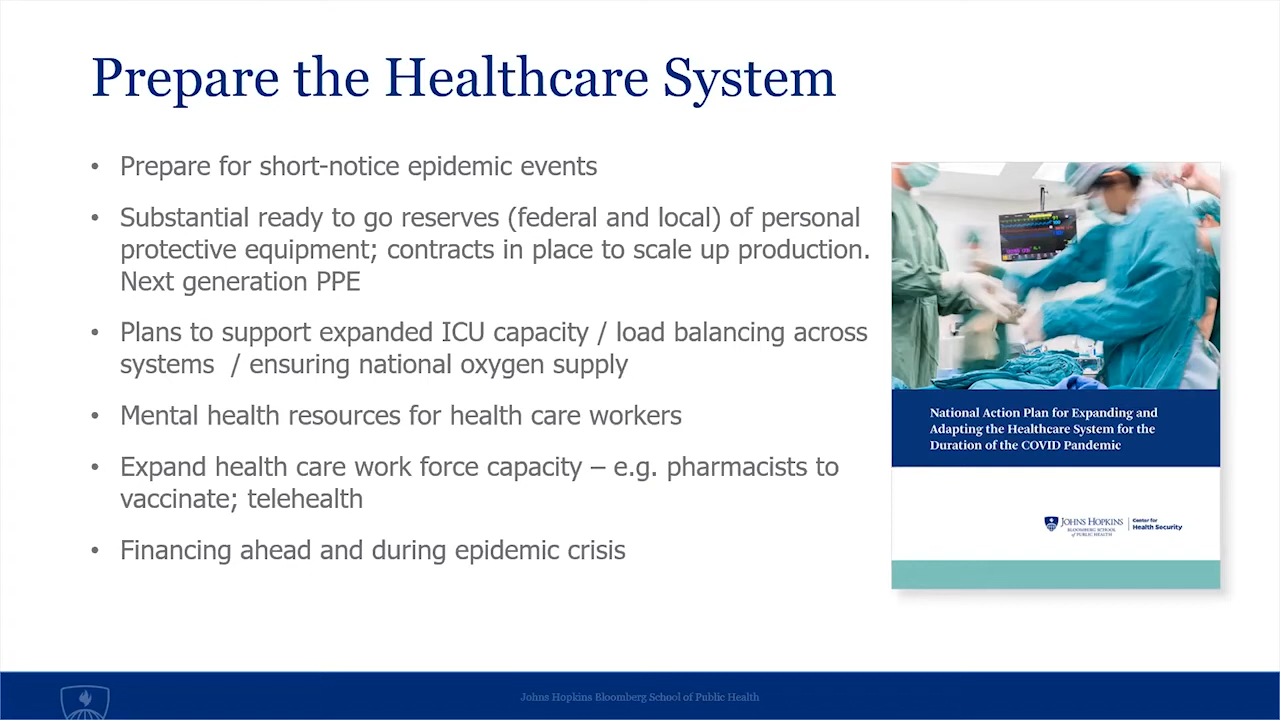 Prepare the Healthcare System
• Prepare for short-notice epidemic events
• Substantial ready to go reserves (federal and local) of personal
protective equipment; contracts in place to scale up production.
Next generation PPE
• Plans to support expanded ICU capacity / load balancing across
systems / ensuring national oxygen supply
• Mental health resources for health care workers
• Expand health care work force capacity – e.g. pharmacists to
vaccinate; telehealth
• Financing ahead and during epidemic crisis
National Action Plan for Expanding and
Adapting the Healthcare System for the
Duration of the COVID Pandemic
JOHNS HOPKINS
BLOOMBERG SCHOOL
of PUBLIC HEALTH
Center for
Health Security
Johns Hopkins Bloomberg School of Public Health